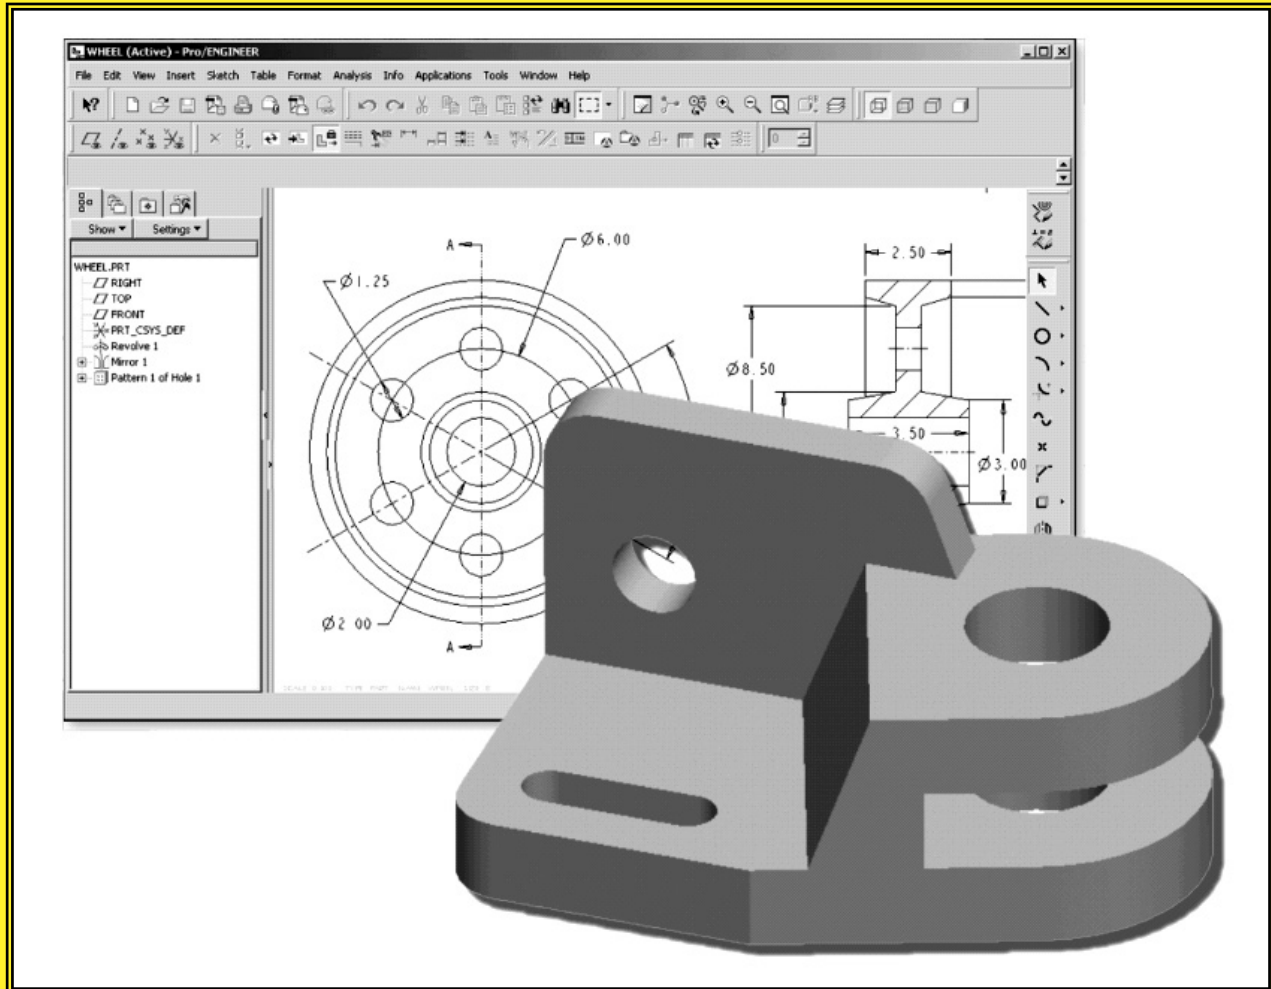 WHEEL (Active) - Pro/ENGINEER
File Edit View Insert Sketch Table Format Analysis Info Applications Tools Window Help
0
Show Settings
WHEEL.PRT
RIGHT
TOP
FRONT
PRT_CSYS_DEF
Revolve 1
Mirror 1
Pattern 1 of Hole 1
A
Ø6.00
Ø1.25
Ø2.00
A
2.50
Ø8.50
3.50
Ø3.00